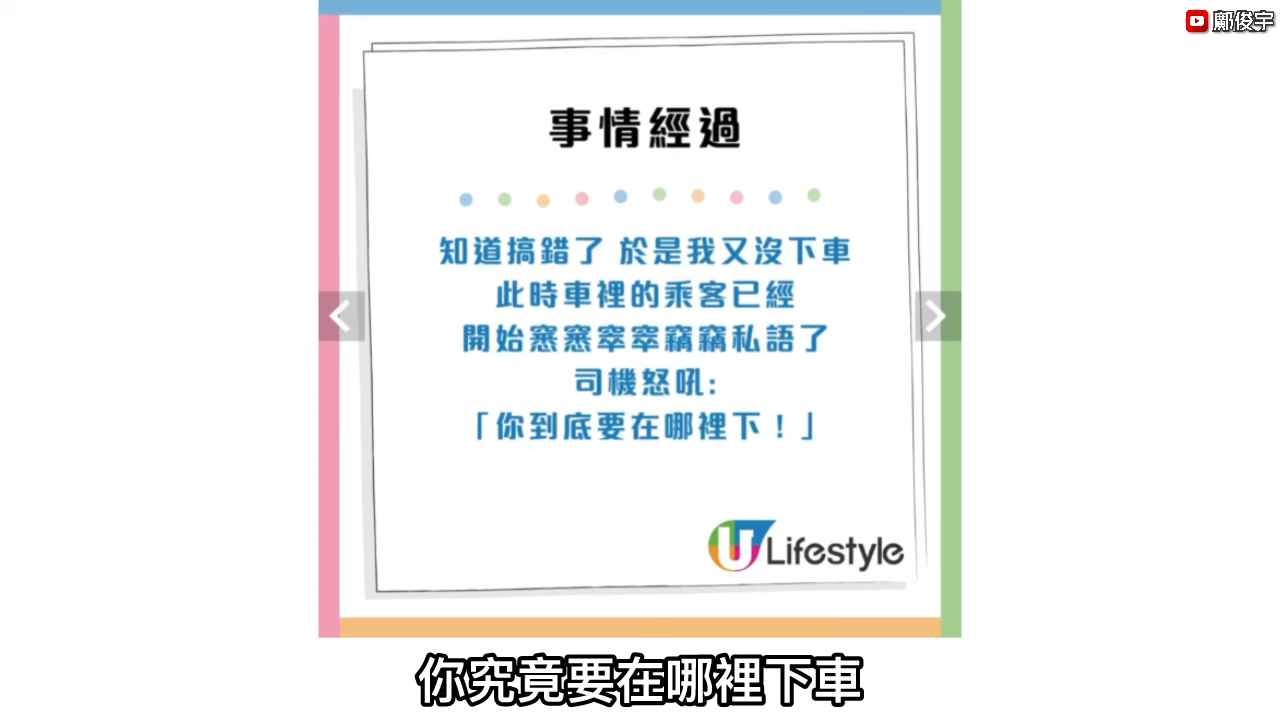 鄺俊宇
事情經過
知道搞錯了 於是我又沒下車
此時車裡的乘客已經
開始窸窸窣窣竊竊私語了
司機怒吼:
「你到底要在哪裡下！」
U Lifestyle
你究竟要在哪裡下車